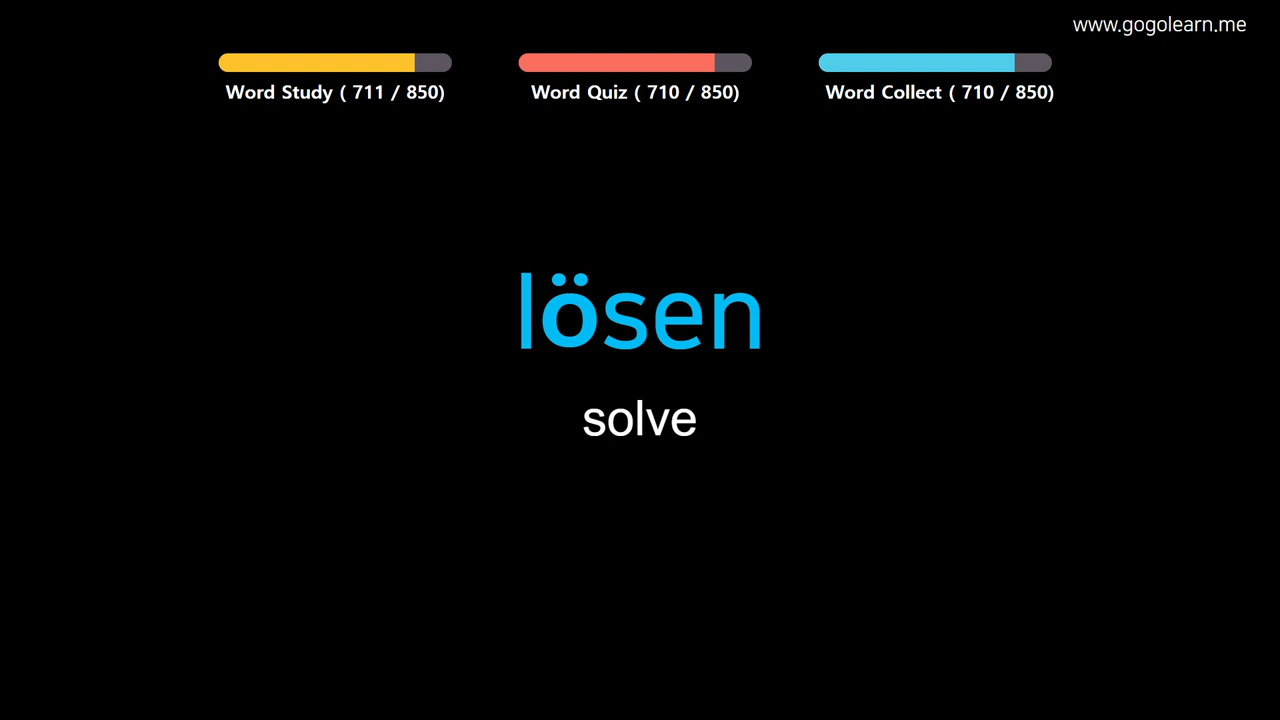 www.gogolearn.me
Word Study ( 711 / 850)
Word Quiz ( 710 / 850)
Word Collect ( 710 / 850)
lösen
solve